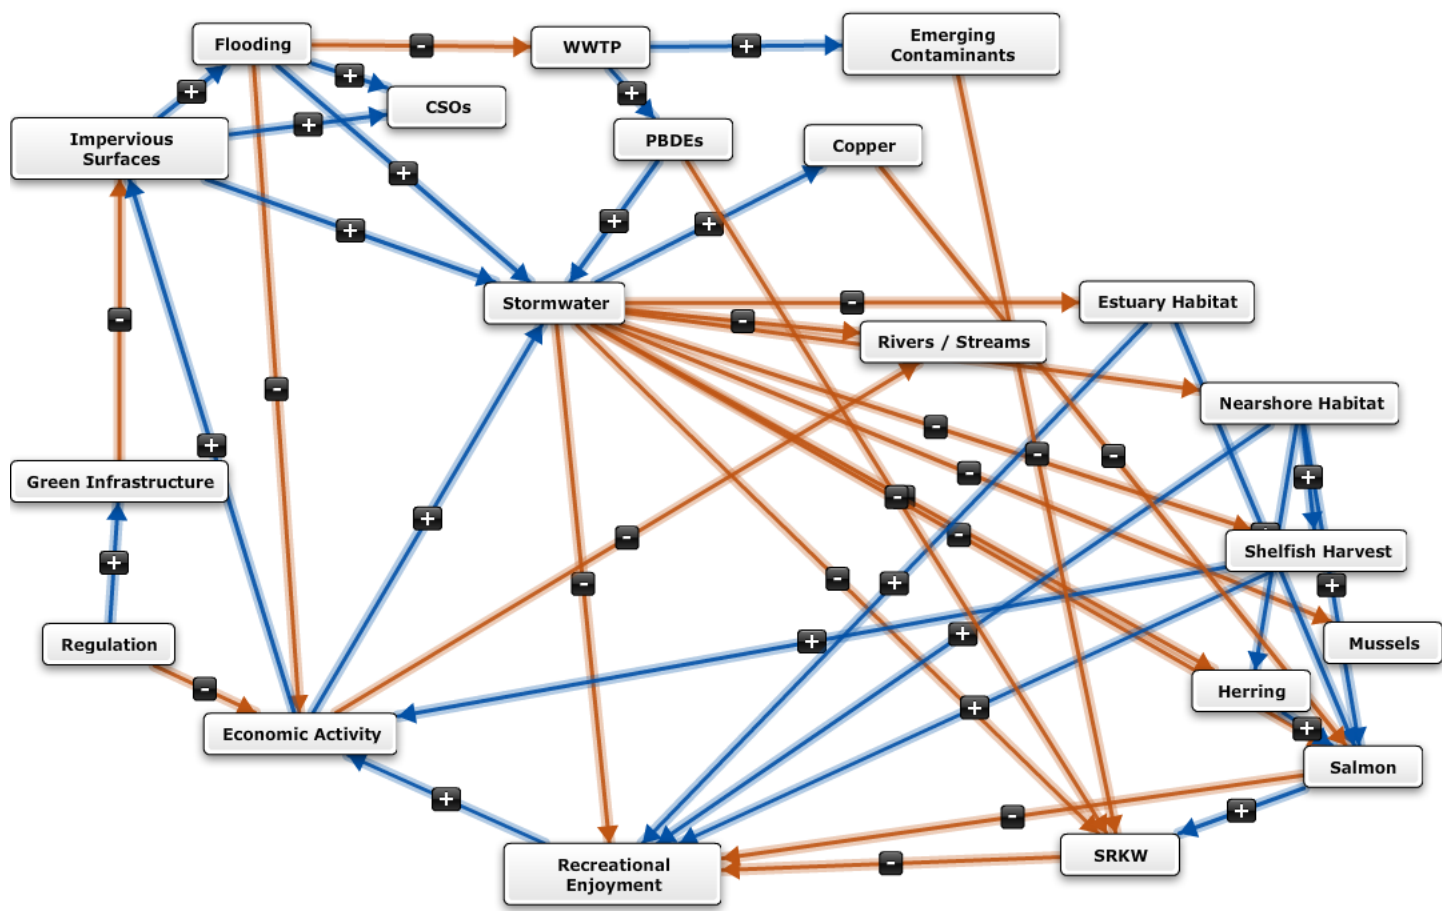 Flooding
WWTP
Emerging
Contaminants
CSOs
Impervious
Surfaces
PBDEs
Copper
Stormwater
Estuary Habitat
Rivers / Streams
Nearshore Habitat
Green Infrastructure
Shelfish Harvest
Regulation
Mussels
Herring
Economic Activity
Salmon
Recreational
Enjoyment
SRKW